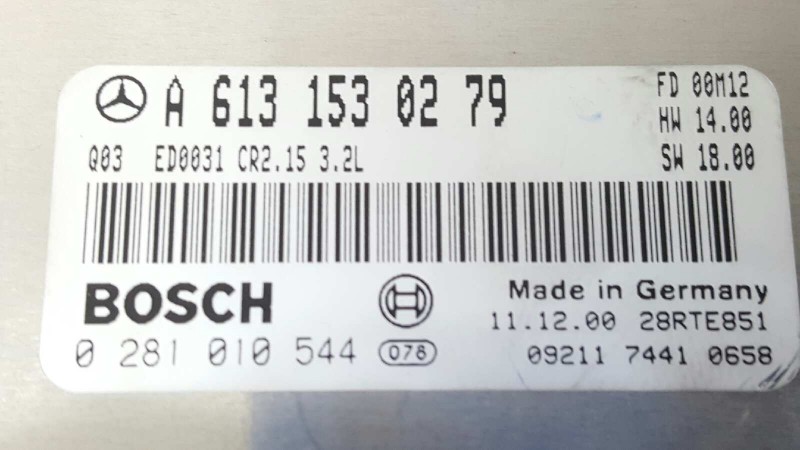 A 613 153 02 79
FD 00M12
HW 14.00
Q03 ED0031 CR2.15 3.2L
SW 18.00
BOSCH
Made in Germany
11.12.00 28RTE851
0 281 010 544 078
09211 7441 0658